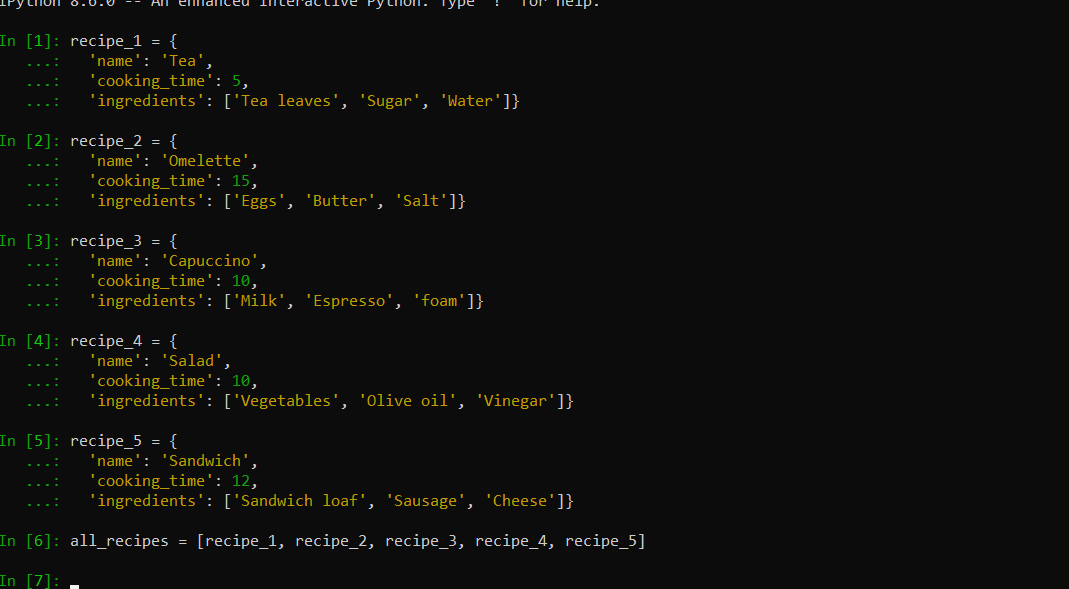 IPython 8.6.0 -- An enhanced Interactive Python. Type '?' for help.
In [1]: recipe_1 = {
...: 'name': 'Tea',
...: 'cooking_time': 5,
...: 'ingredients': ['Tea leaves', 'Sugar', 'Water']}
In [2]: recipe_2 = {
...: 'name': 'Omelette',
...: 'cooking_time': 15,
...: 'ingredients': ['Eggs', 'Butter', 'Salt']}
In [3]: recipe_3 = {
...: 'name': 'Capuccino',
...: 'cooking_time': 10,
...: 'ingredients': ['Milk', 'Espresso', 'foam']}
In [4]: recipe_4 = {
...: 'name': 'Salad',
...: 'cooking_time': 10,
...: 'ingredients': ['Vegetables', 'Olive oil', 'Vinegar']}
In [5]: recipe_5 = {
...: 'name': 'Sandwich',
...: 'cooking_time': 12,
...: 'ingredients': ['Sandwich loaf', 'Sausage', 'Cheese']}
In [6]: all_recipes = [recipe_1, recipe_2, recipe_3, recipe_4, recipe_5]
In [7]: